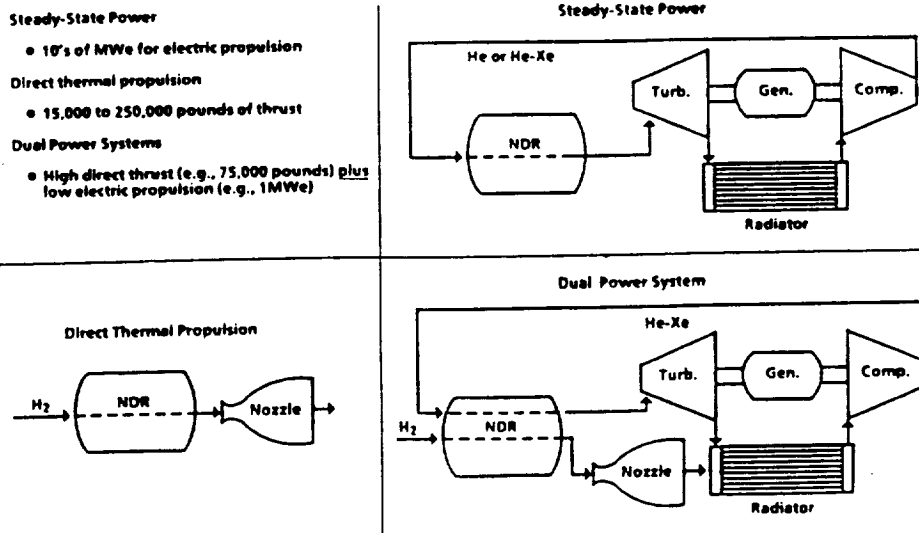 Steady-State Power
• 10's of MWe for electric propulsion
Direct thermal propulsion
• 15,000 to 250,000 pounds of thrust
Dual Power Systems
• High direct thrust (e.g., 75,000 pounds) plus
low electric propulsion (e.g., 1MWe)
Steady-State Power
He or He-Xe
Turb.
Gen.
Comp.
NDR
Radiator
Direct Thermal Propulsion
H₂
NDR
Nozzle
Dual Power System
He-Xe
Turb.
Gen.
Comp.
H₂
NDR
Nozzle
Radiator